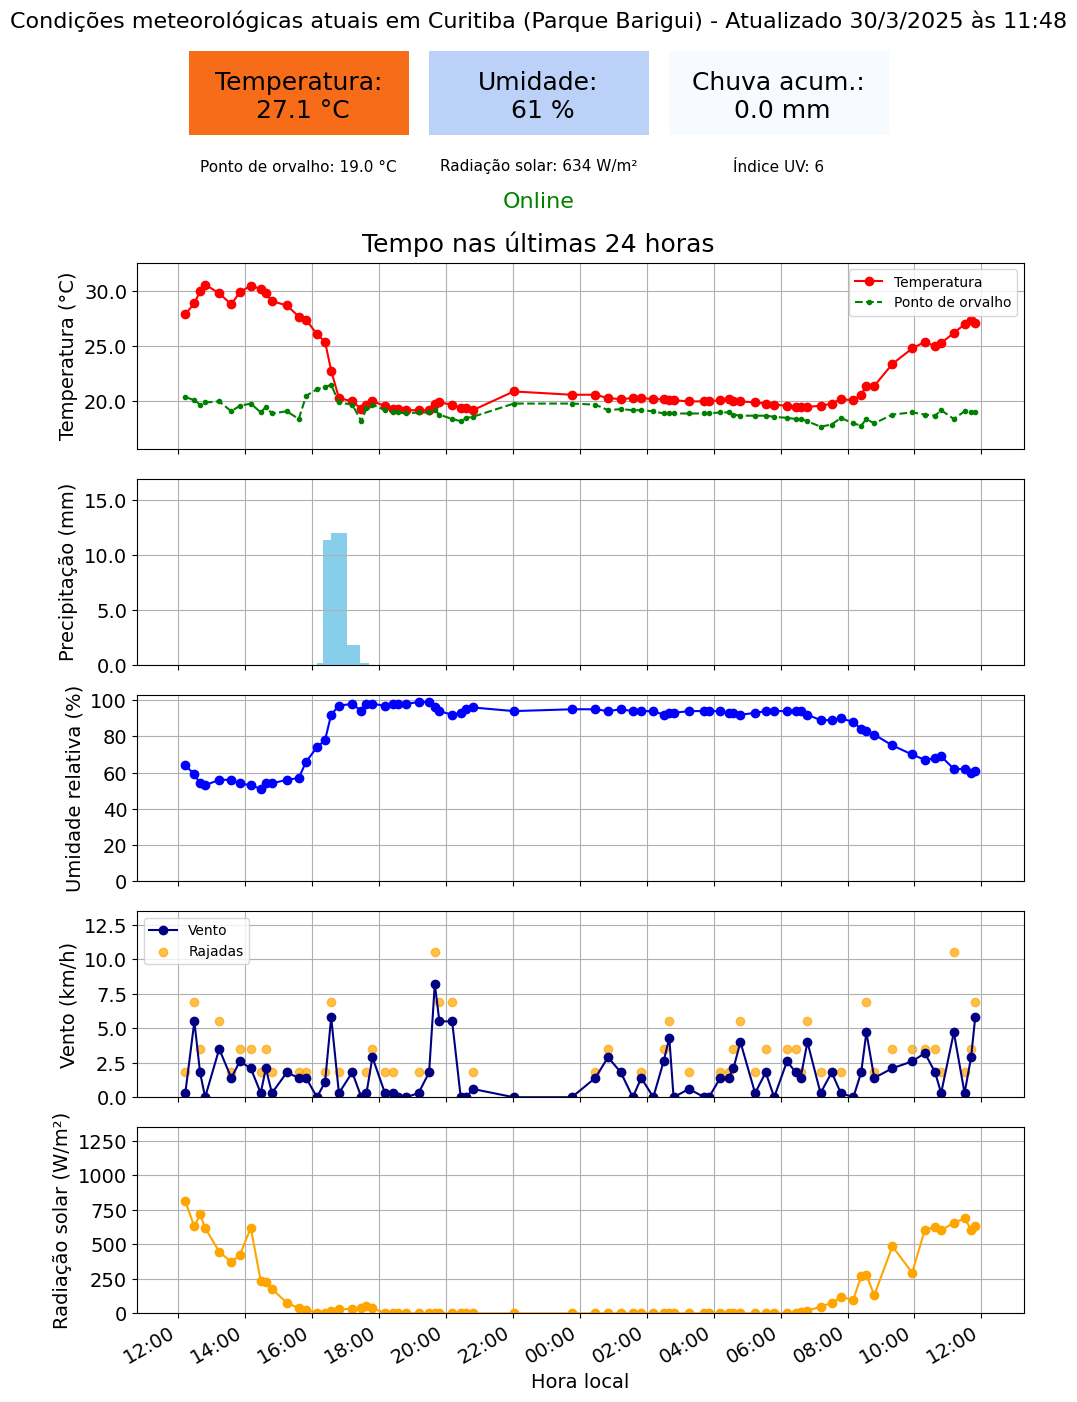 Condições meteorológicas atuais em Curitiba (Parque Barigui) - Atualizado 30/3/2025 às 11:48
Temperatura:
27.1 °C
Umidade:
61 %
Chuva acum.:
0.0 mm
Ponto de orvalho: 19.0 °C
Radiação solar: 634 W/m²
Índice UV: 6
Online
Tempo nas últimas 24 horas
Temperatura (°C)
30.0
25.0
20.0
Temperatura
Ponto de orvalho
Precipitação (mm)
15.0
10.0
5.0
0.0
Umidade relativa (%)
100
80
60
40
20
0
Vento (km/h)
12.5
10.0
7.5
5.0
2.5
0.0
Vento
Rajadas
Radiação solar (W/m²)
1250
1000
750
500
250
0
12:00
14:00
16:00
18:00
20:00
22:00
00:00
02:00
04:00
06:00
08:00
10:00
12:00
Hora local